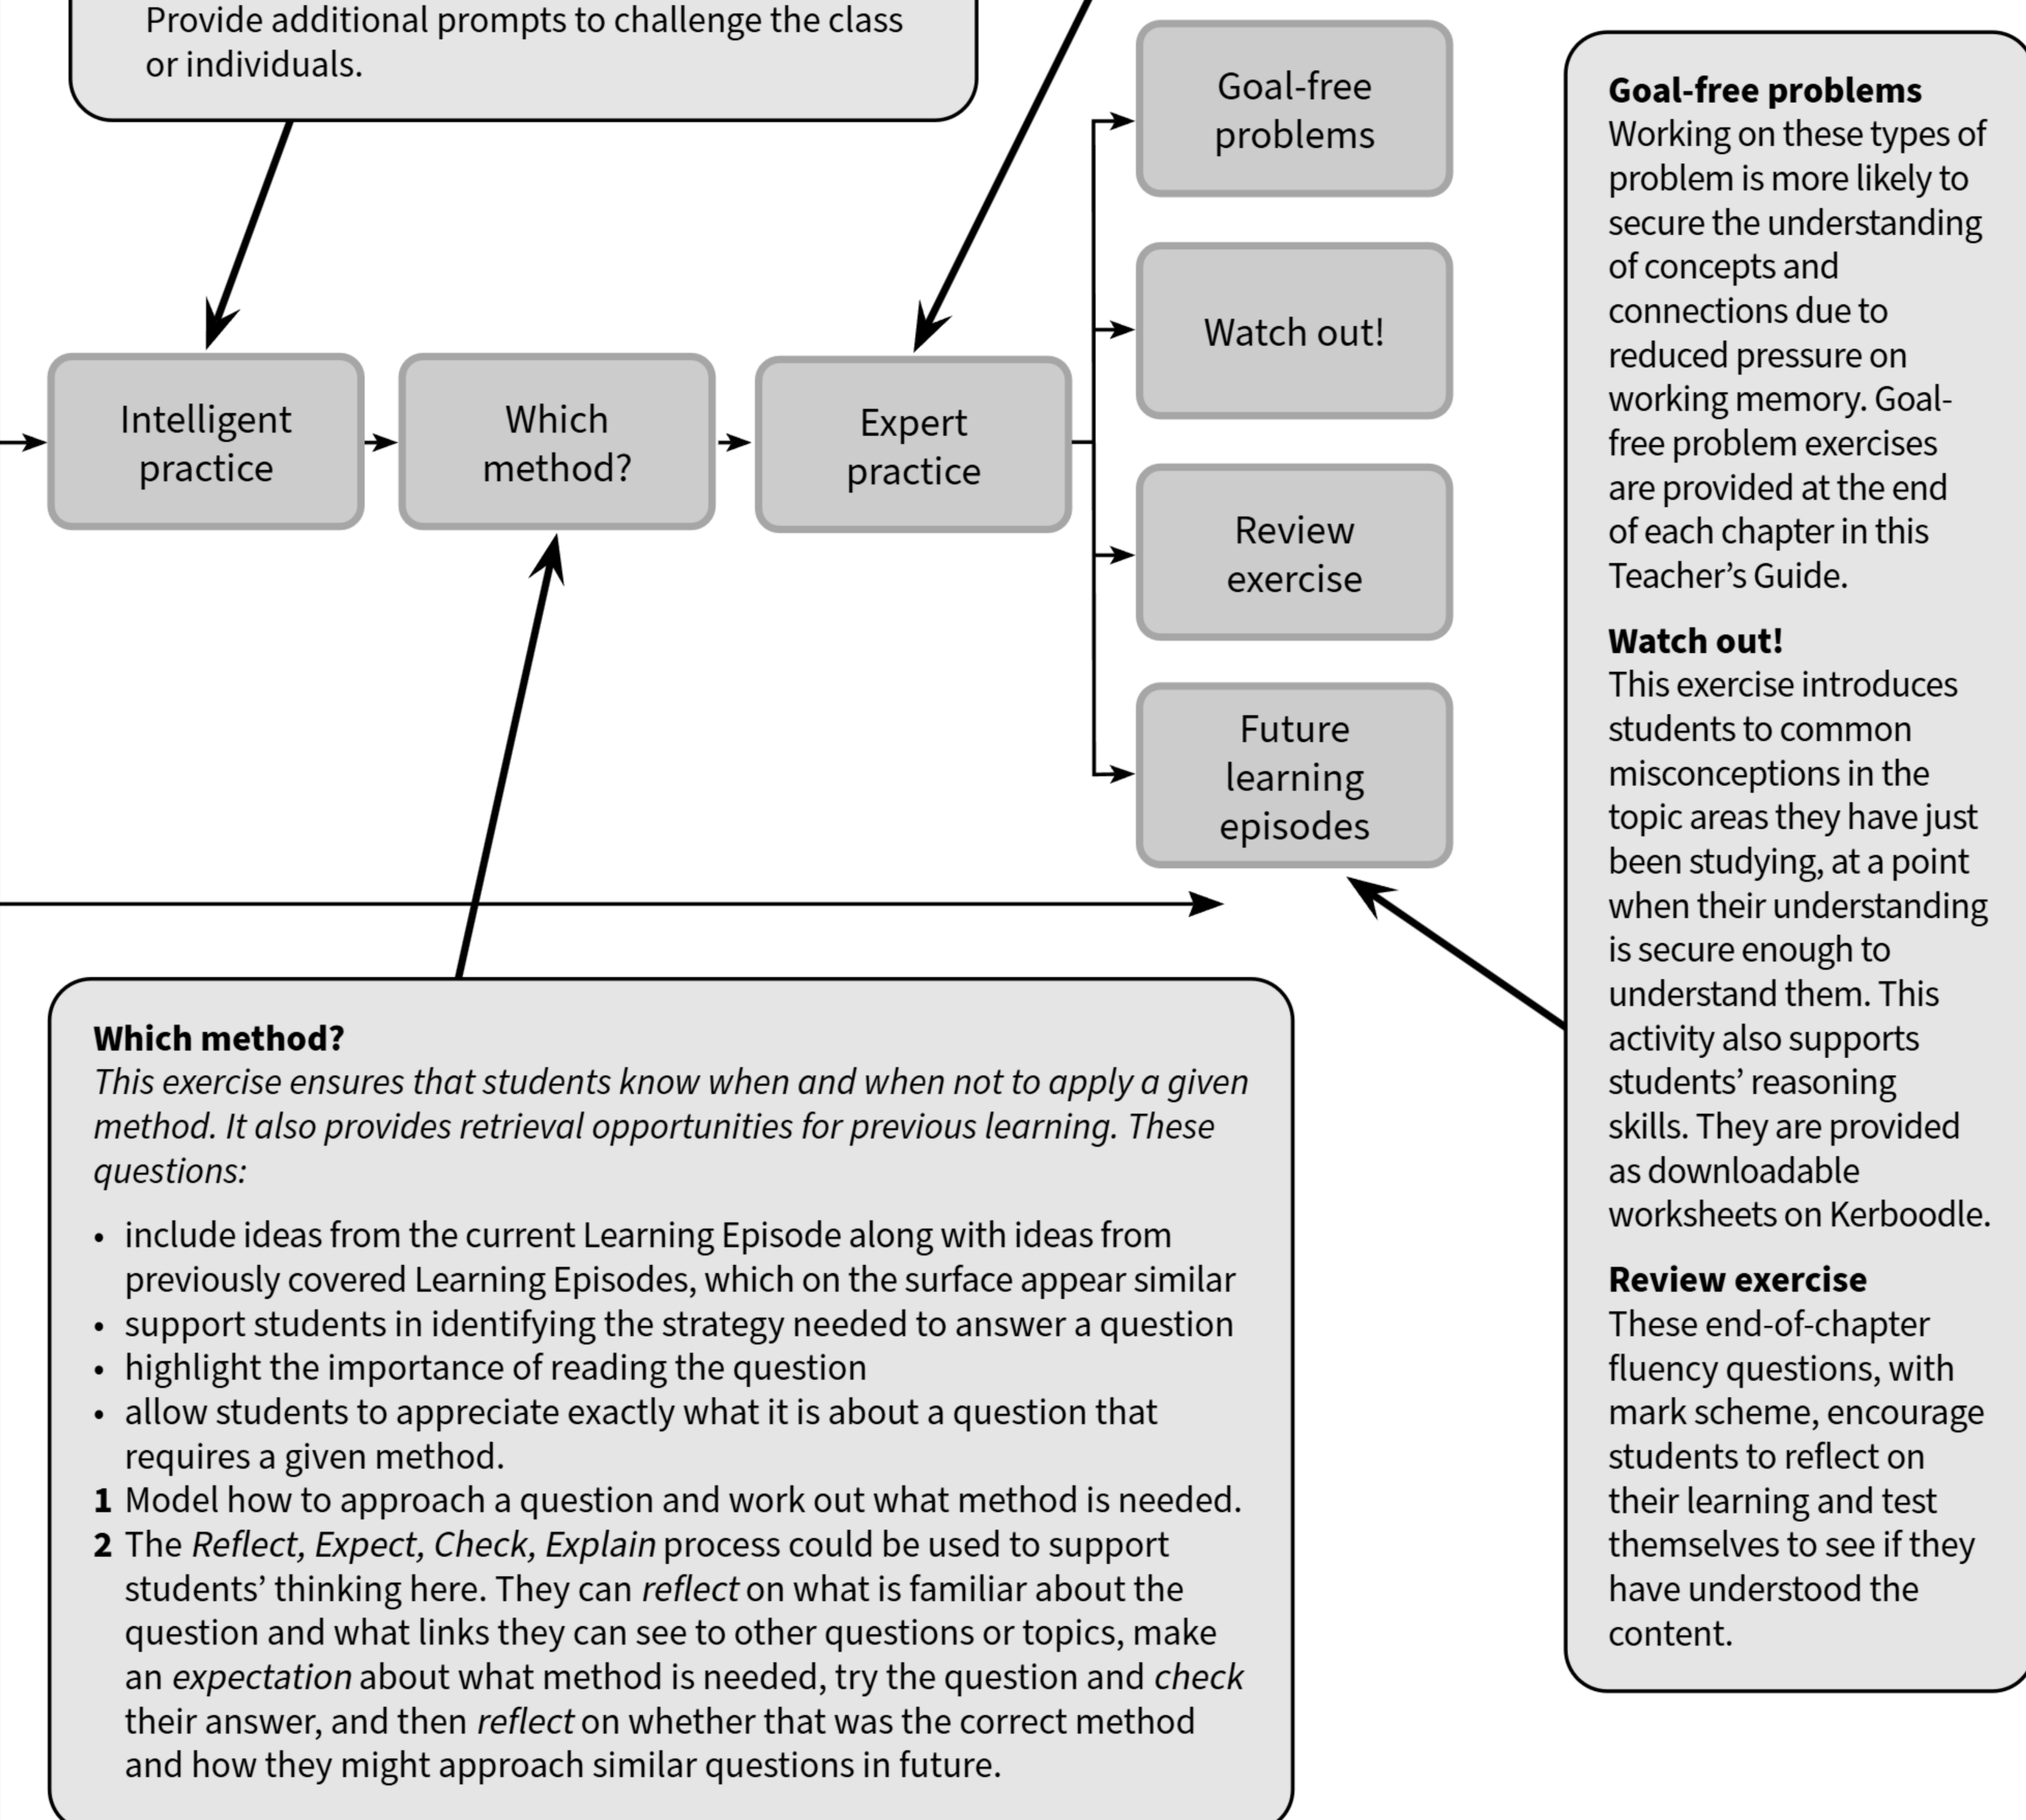 Provide additional prompts to challenge the class
or individuals.
Intelligent
practice
Which
method?
Expert
practice
Goal-free
problems
Watch out!
Review
exercise
Future
learning
episodes
Which method?
This exercise ensures that students know when and when not to apply a given
method. It also provides retrieval opportunities for previous learning. These
questions:
• include ideas from the current Learning Episode along with ideas from
previously covered Learning Episodes, which on the surface appear similar
• support students in identifying the strategy needed to answer a question
• highlight the importance of reading the question
• allow students to appreciate exactly what it is about a question that
requires a given method.
1 Model how to approach a question and work out what method is needed.
2 The Reflect, Expect, Check, Explain process could be used to support
students’ thinking here. They can reflect on what is familiar about the
question and what links they can see to other questions or topics, make
an expectation about what method is needed, try the question and check
their answer, and then reflect on whether that was the correct method
and how they might approach similar questions in future.
Goal-free problems
Working on these types of
problem is more likely to
secure the understanding
of concepts and
connections due to
reduced pressure on
working memory. Goal-
free problem exercises
are provided at the end
of each chapter in this
Teacher’s Guide.
Watch out!
This exercise introduces
students to common
misconceptions in the
topic areas they have just
been studying, at a point
when their understanding
is secure enough to
understand them. This
activity also supports
students’ reasoning
skills. They are provided
as downloadable
worksheets on Kerboodle.
Review exercise
These end-of-chapter
fluency questions, with
mark scheme, encourage
students to reflect on
their learning and test
themselves to see if they
have understood the
content.